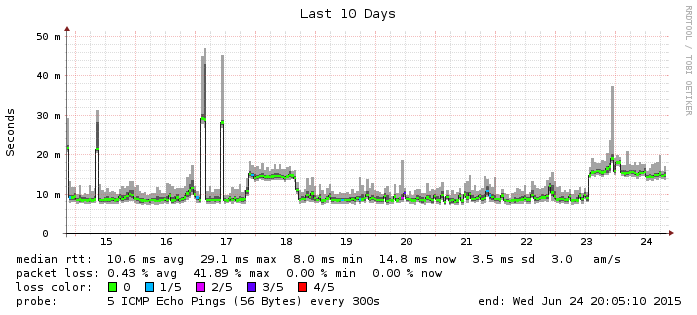 Last 10 Days
RRDTOOL / TOBI OETIKER
Seconds
50 m
40 m
30 m
20 m
10 m
0
15 16 17 18 19 20 21 22 23 24
median rtt: 10.6 ms avg 29.1 ms max 8.0 ms min 14.8 ms now 3.5 ms sd 3.0 am/s
packet loss: 0.43 % avg 41.89 % max 0.00 % min 0.00 % now
loss color: 0 1/5 2/5 3/5 4/5
probe: 5 ICMP Echo Pings (56 Bytes) every 300s end: Wed Jun 24 20:05:10 2015